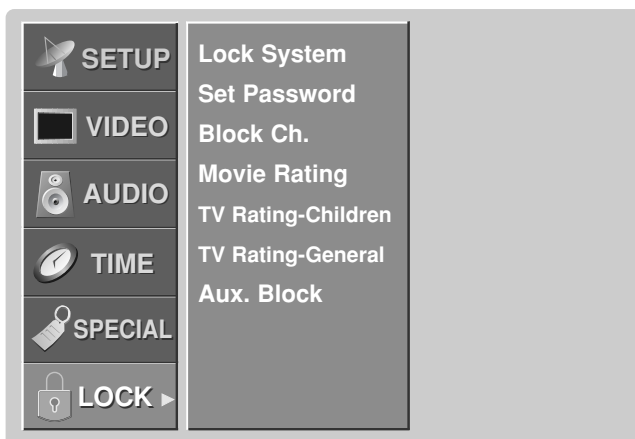 SETUP
VIDEO
AUDIO
TIME
SPECIAL
LOCK ►
Lock System
Set Password
Block Ch.
Movie Rating
TV Rating-Children
TV Rating-General
Aux. Block